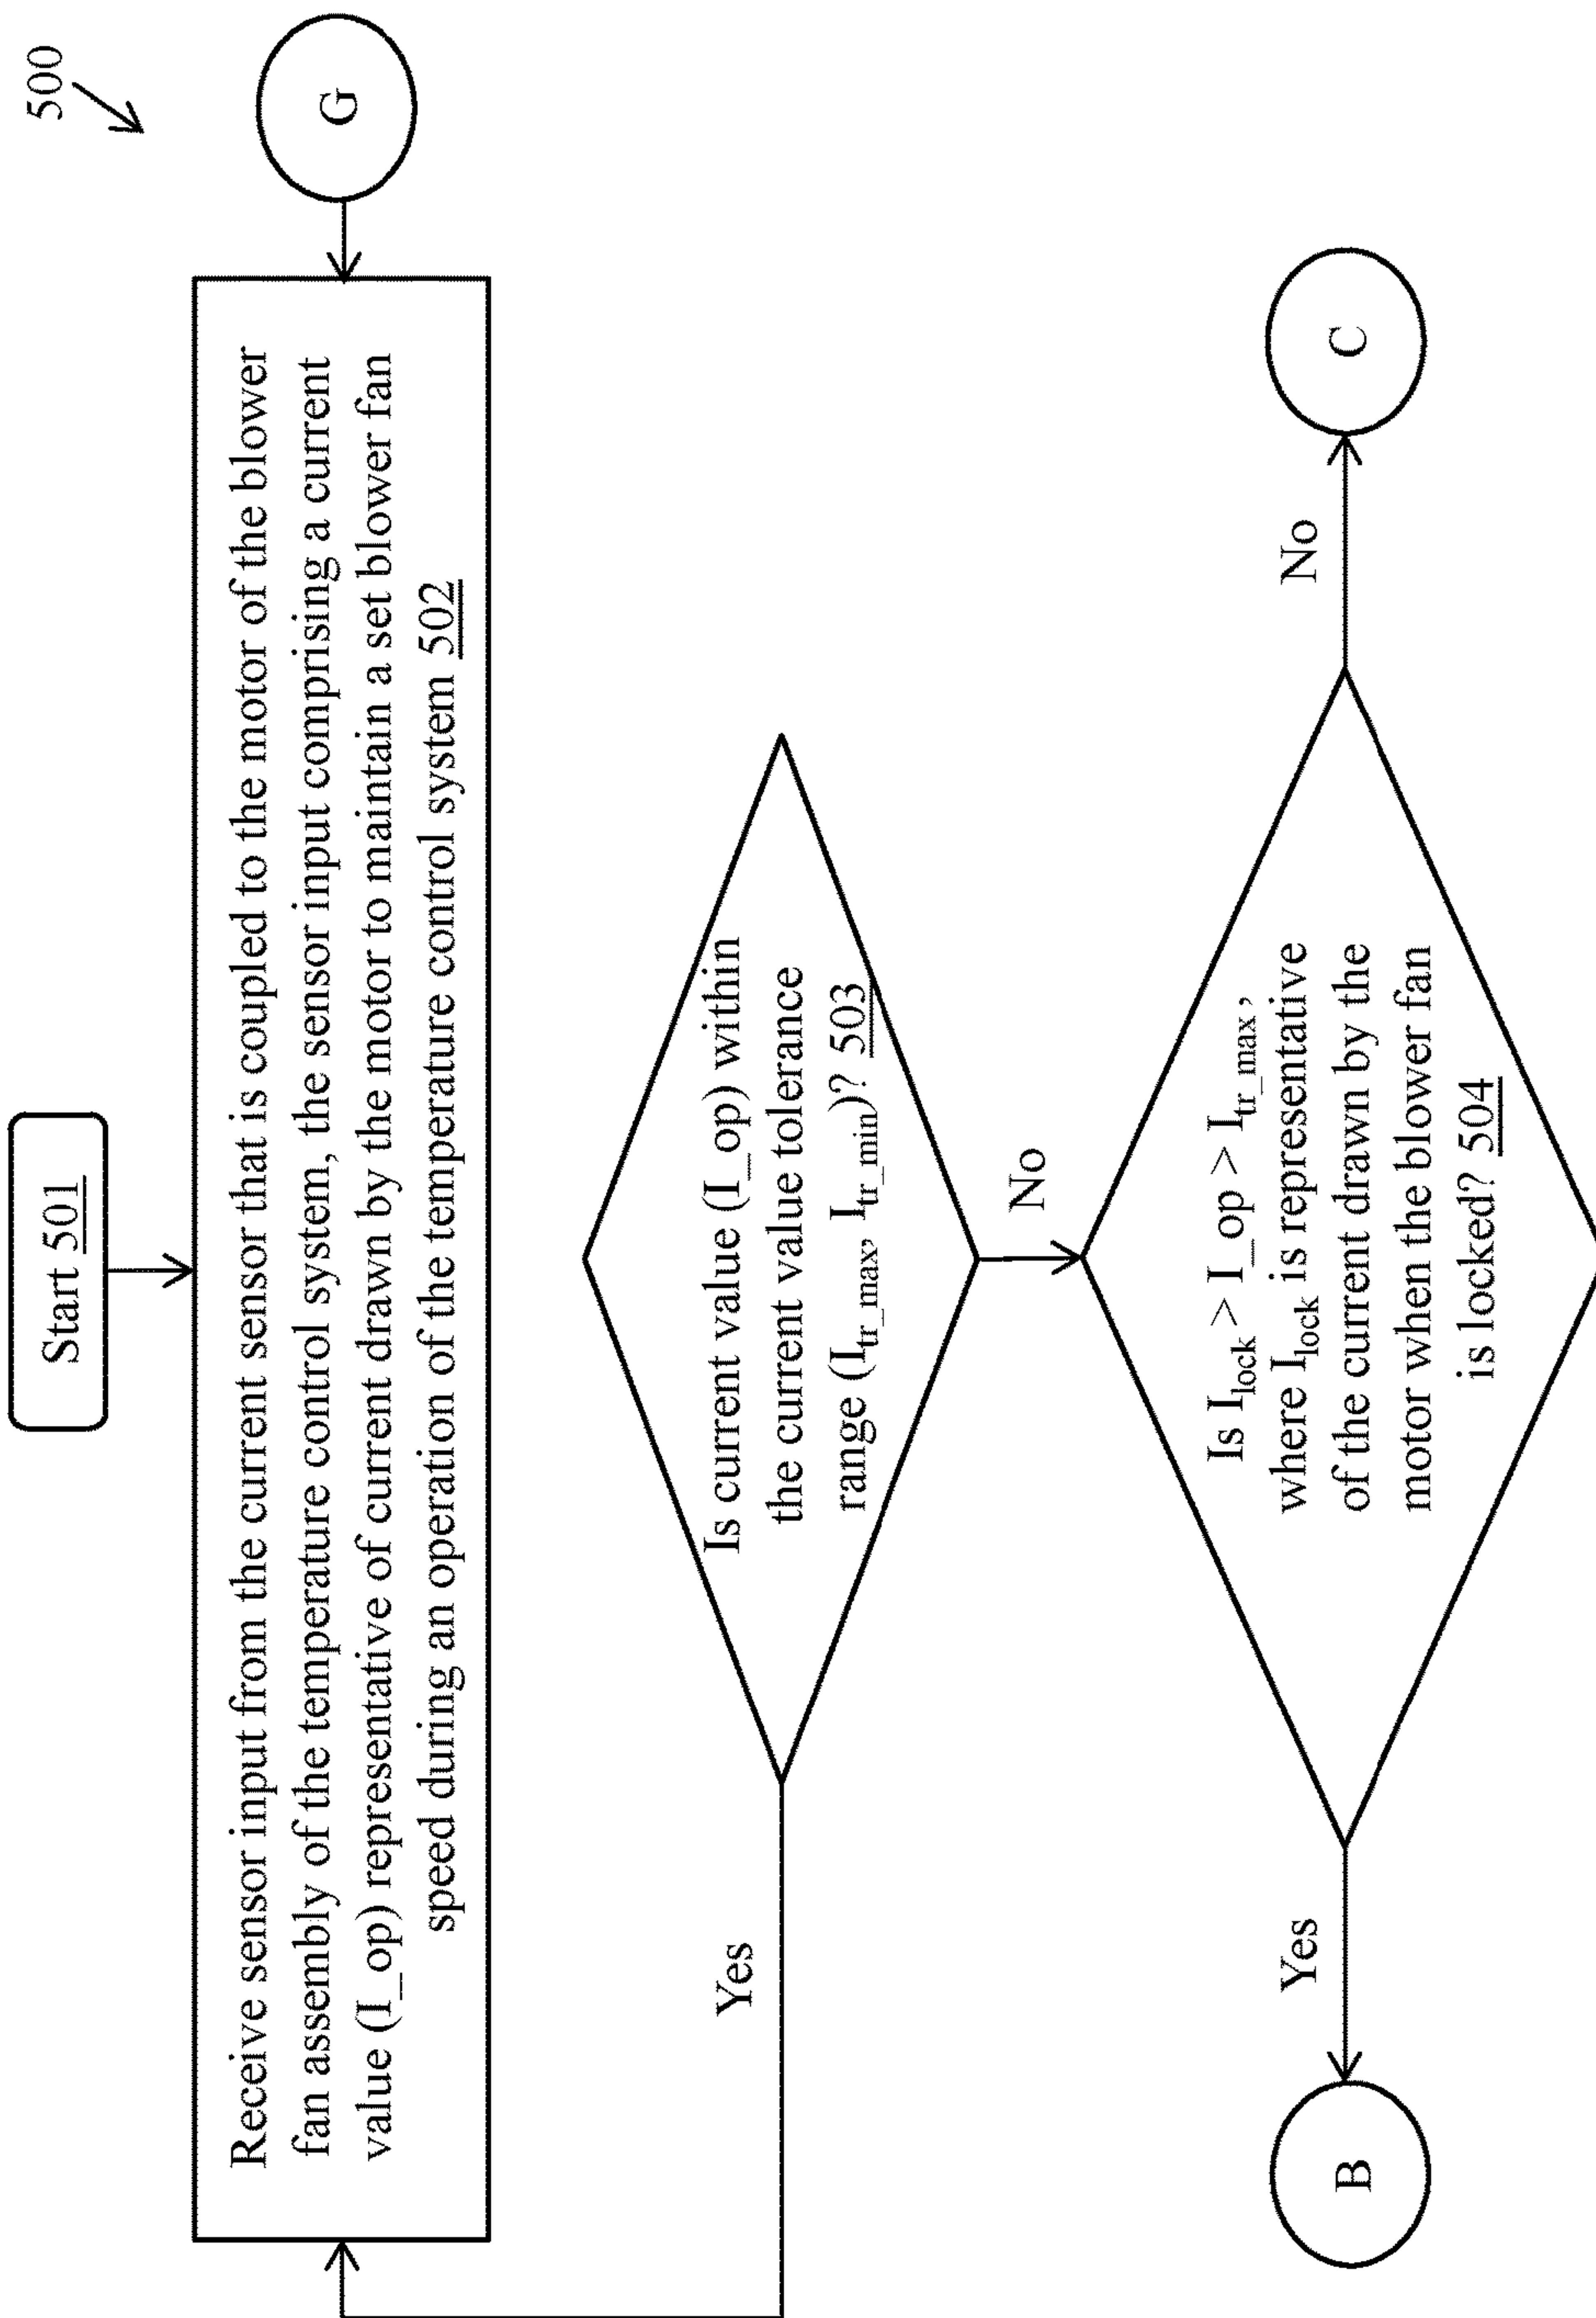 500
Start 501
G
Receive sensor input from the current sensor that is coupled to the motor of the blower
fan assembly of the temperature control system, the sensor input comprising a current
value (I_op) representative of current drawn by the motor to maintain a set blower fan
speed during an operation of the temperature control system 502
Is current value (I_op) within
the current value tolerance
range (Itr_max, Itr_min)? 503
Yes
No
Is Ilock > I_op > Itr_max,
where Ilock is representative
of the current drawn by the
motor when the blower fan
is locked? 504
Yes
No
B
C